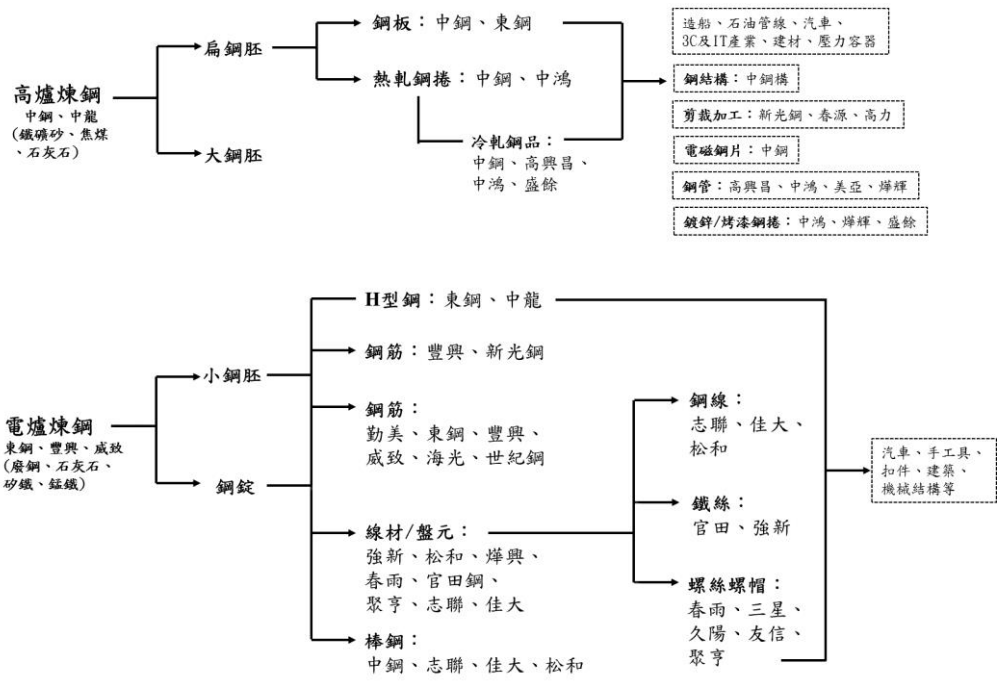 高爐煉鋼
中鋼、中龍
(鐵礦砂、焦煤
、石灰石)
扁鋼胚
大鋼胚
鋼板：中鋼、東鋼
熱軋鋼捲：中鋼、中鴻
冷軋鋼品：
中鋼、高興昌、
中鴻、盛餘
造船、石油管線、汽車、
3C及IT產業、建材、壓力容器
鋼結構：中鋼構
剪裁加工：新光鋼、春源、高力
電磁鋼片：中鋼
鋼管：高興昌、中鴻、美亞、燁輝
鍍鋅/烤漆鋼捲：中鴻、燁輝、盛餘
電爐煉鋼
東鋼、豐興、威致
(廢鋼、石灰石、
矽鐵、錳鐵)
小鋼胚
鋼錠
H型鋼：東鋼、中龍
鋼筋：豐興、新光鋼
鋼筋：
勤美、東鋼、豐興、
威致、海光、世紀鋼
線材/盤元：
強新、松和、燁興、
春雨、官田鋼、
聚亨、志聯、佳大
棒鋼：
中鋼、志聯、佳大、松和
鋼線：
志聯、佳大、
松和
鐵絲：
官田、強新
螺絲螺帽：
春雨、三星、
久陽、友信、
聚亨
汽車、手工具、
扣件、建築、
機械結構等